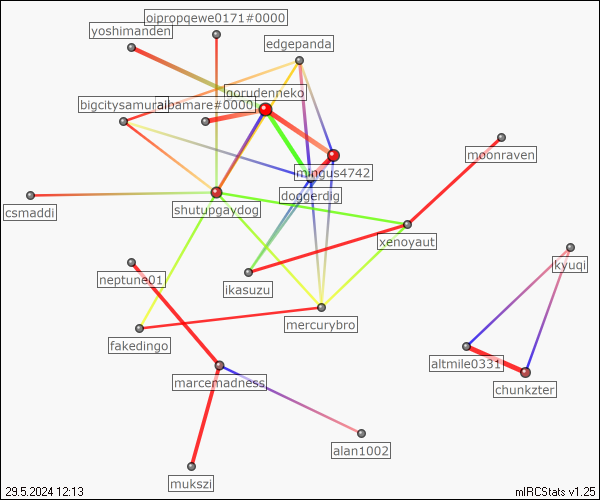 oipropqewe0171#0000
yoshimanden
edgepanda
norudenneko
bigcitysamurai
aibamare#0000
moonraven
mingus4742
doggerdig
csmaddi
shutupgaydog
xenoyaut
kyuqi
neptune01
ikasuzu
mercurybro
fakedingo
altmile0331
marcemadness
chunkzter
alan1002
mukszi
29.5.2024 12:13
mIRCStats v1.25